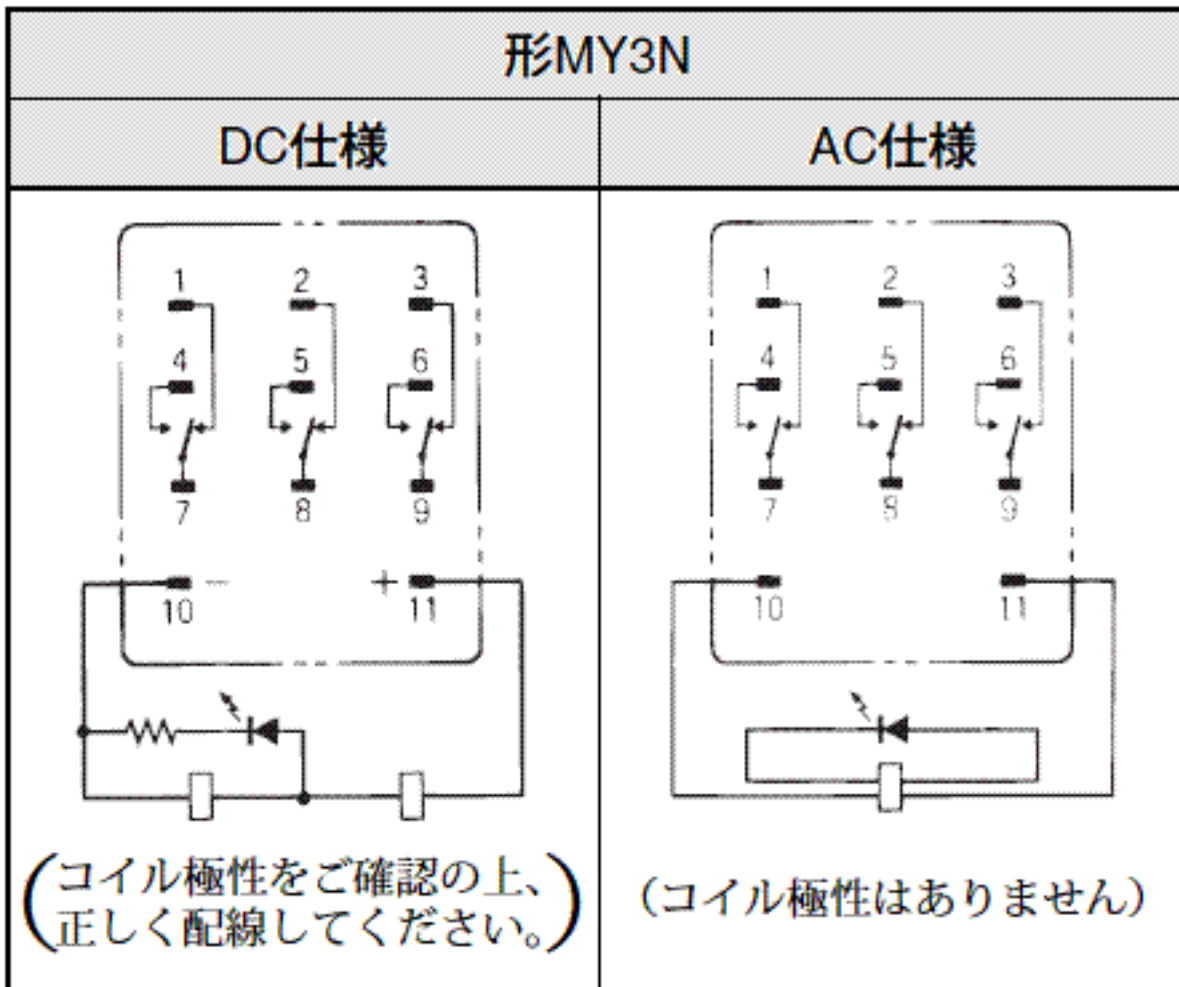 形MY3N
DC仕様
AC仕様
1 2 3
4 5 6
7 8 9
10 − + 11
(コイル極性をご確認の上、
正しく配線してください。)
1 2 3
4 5 6
7 8 9
10 11
(コイル極性はありません)